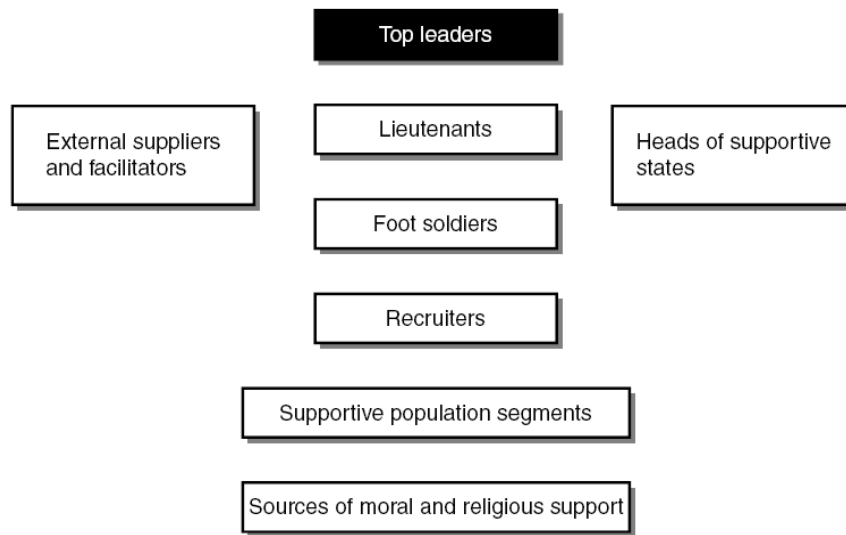 Top leaders
External suppliers
and facilitators
Lieutenants
Heads of supportive
states
Foot soldiers
Recruiters
Supportive population segments
Sources of moral and religious support